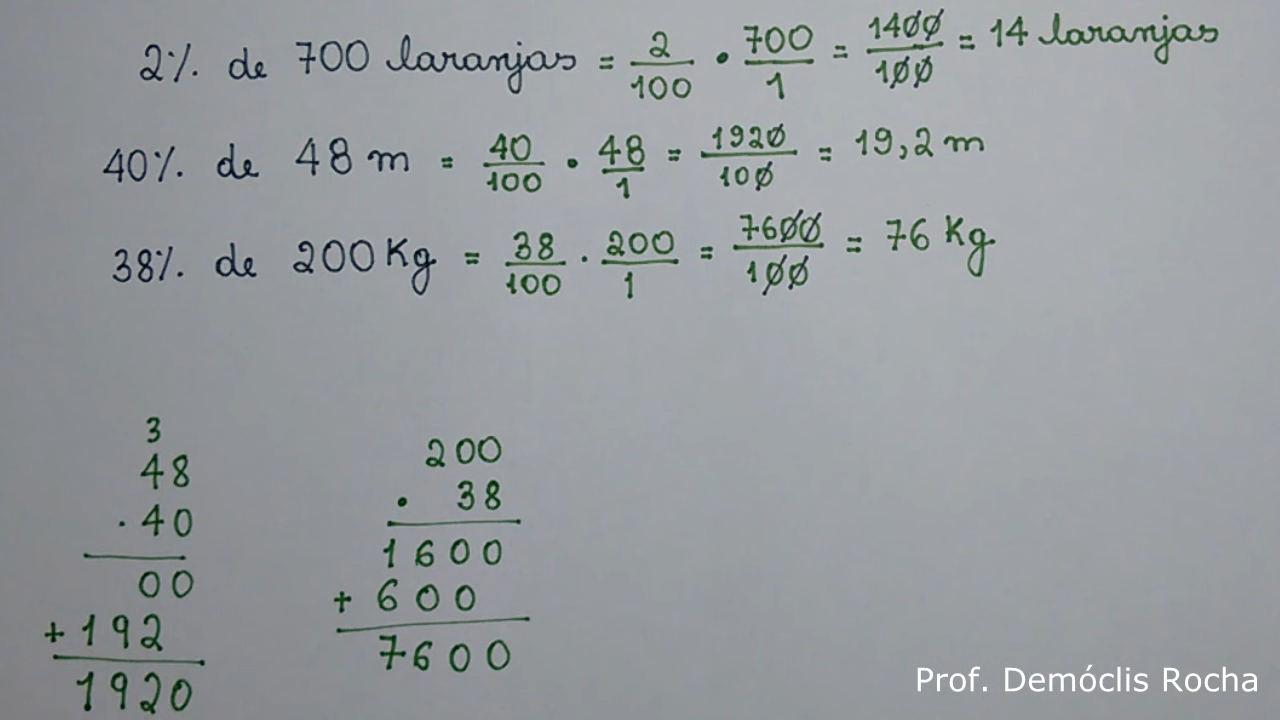 2% de 700 laranjas = 2/100 • 700/1 = 1400/100 = 14 laranjas
40% de 48 m = 40/100 • 48/1 = 1920/100 = 19,2 m
38% de 200 Kg = 38/100 · 200/1 = 7600/100 = 76 Kg
3
48
· 40
00
+ 192
1920
200
• 38
1600
+ 600
7600
Prof. Demóclis Rocha